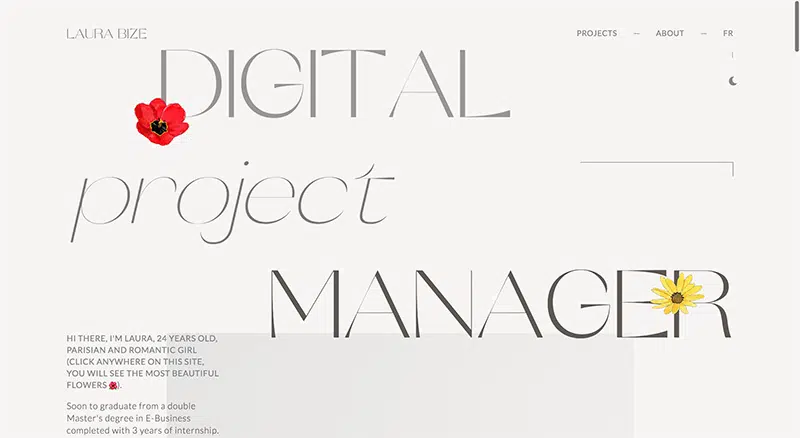 LAURA BIZE
PROJECTS — ABOUT — FR
DIGITAL
project
MANAGER
HI THERE, I'M LAURA, 24 YEARS OLD,
PARISIAN AND ROMANTIC GIRL
(CLICK ANYWHERE ON THIS SITE,
YOU WILL SEE THE MOST BEAUTIFUL
FLOWERS 🌺).
Soon to graduate from a double
Master's degree in E-Business
completed with 3 years of internship.